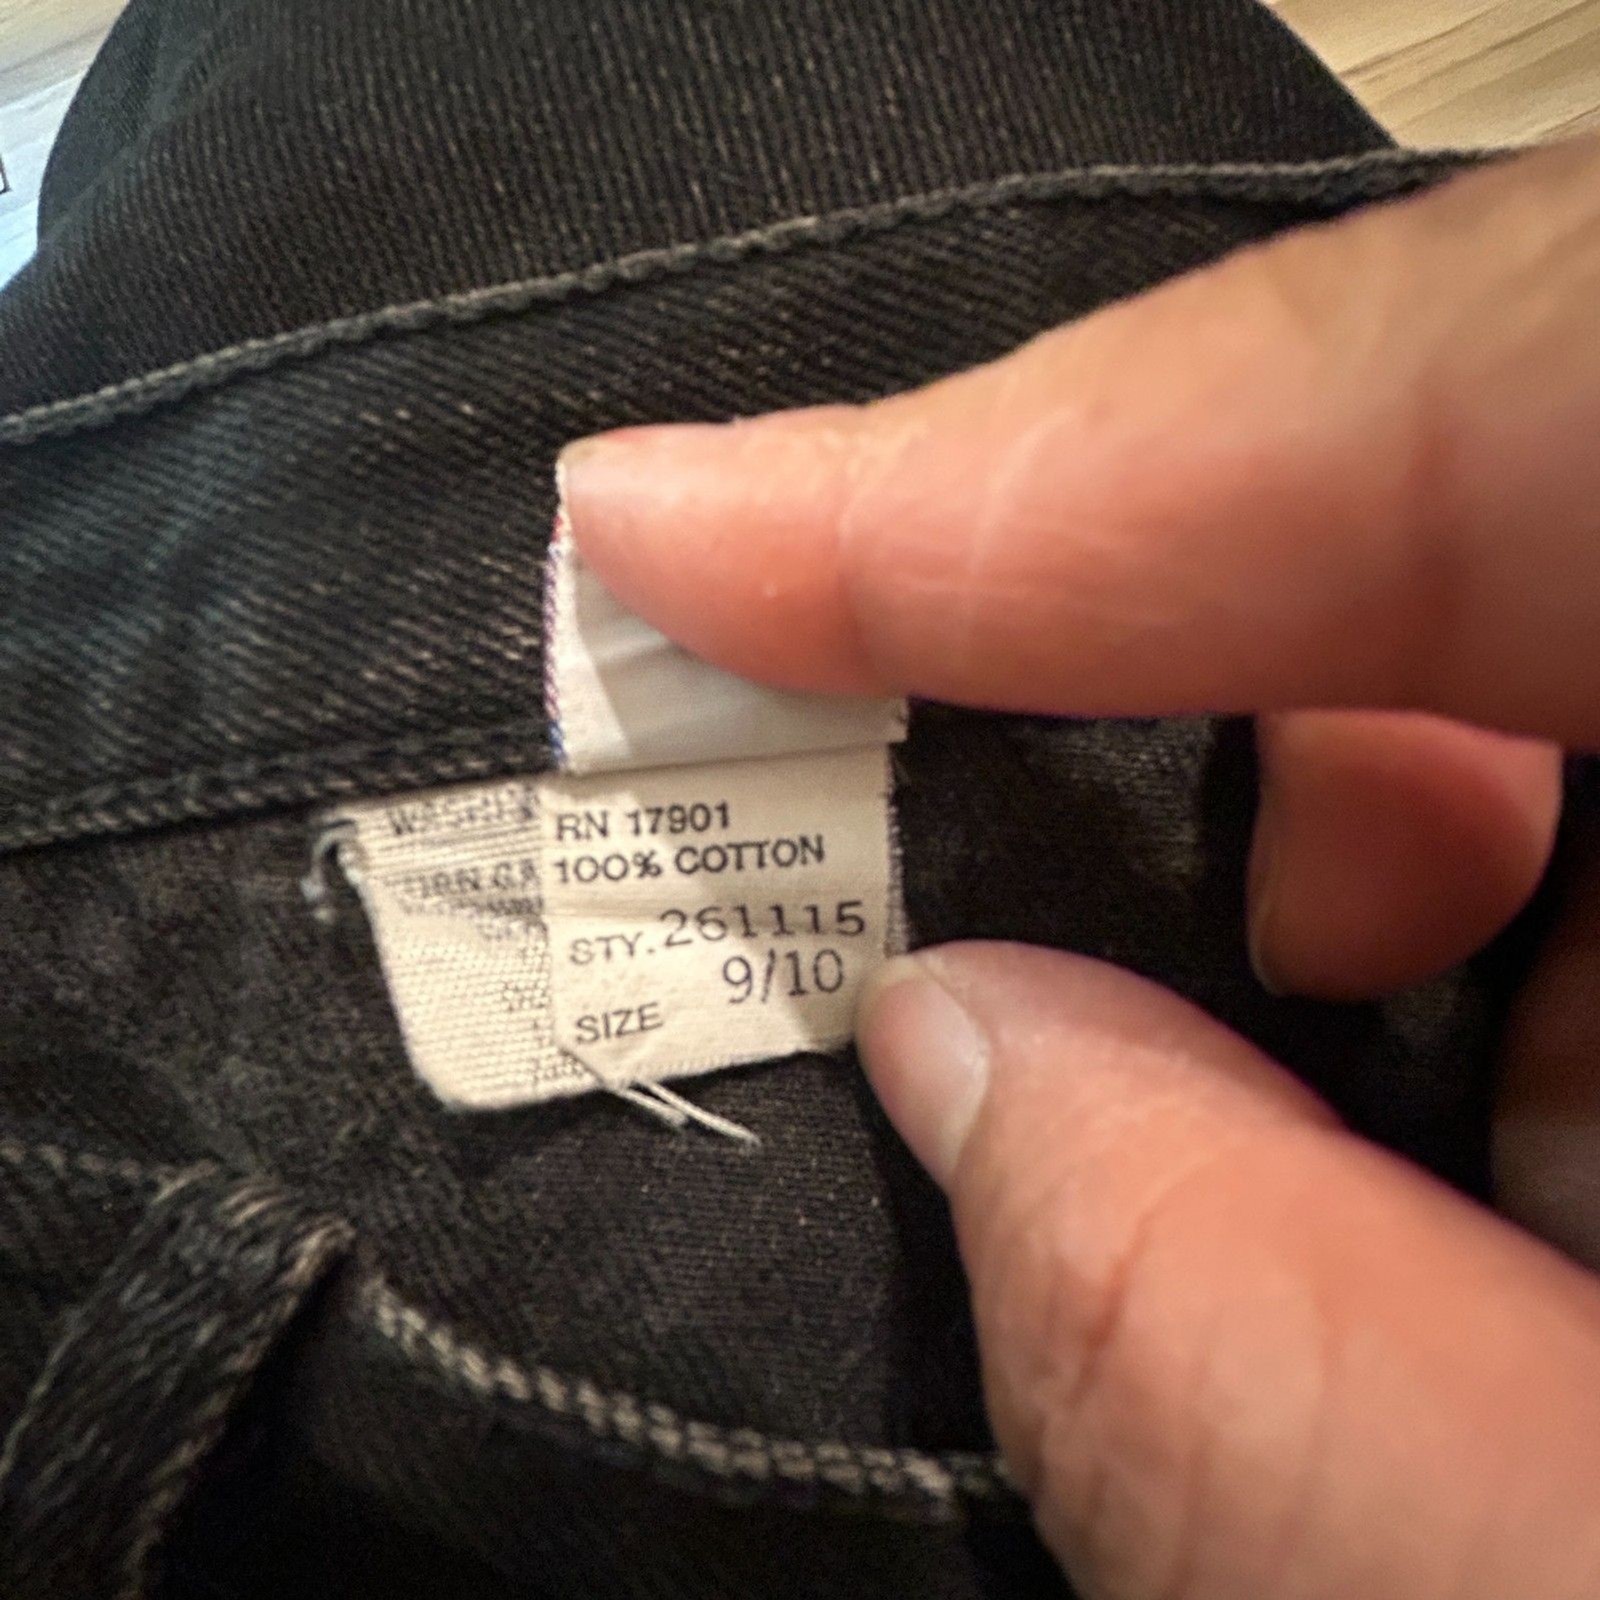 RN 17901
100% COTTON
STY. 261115
9/10
SIZE